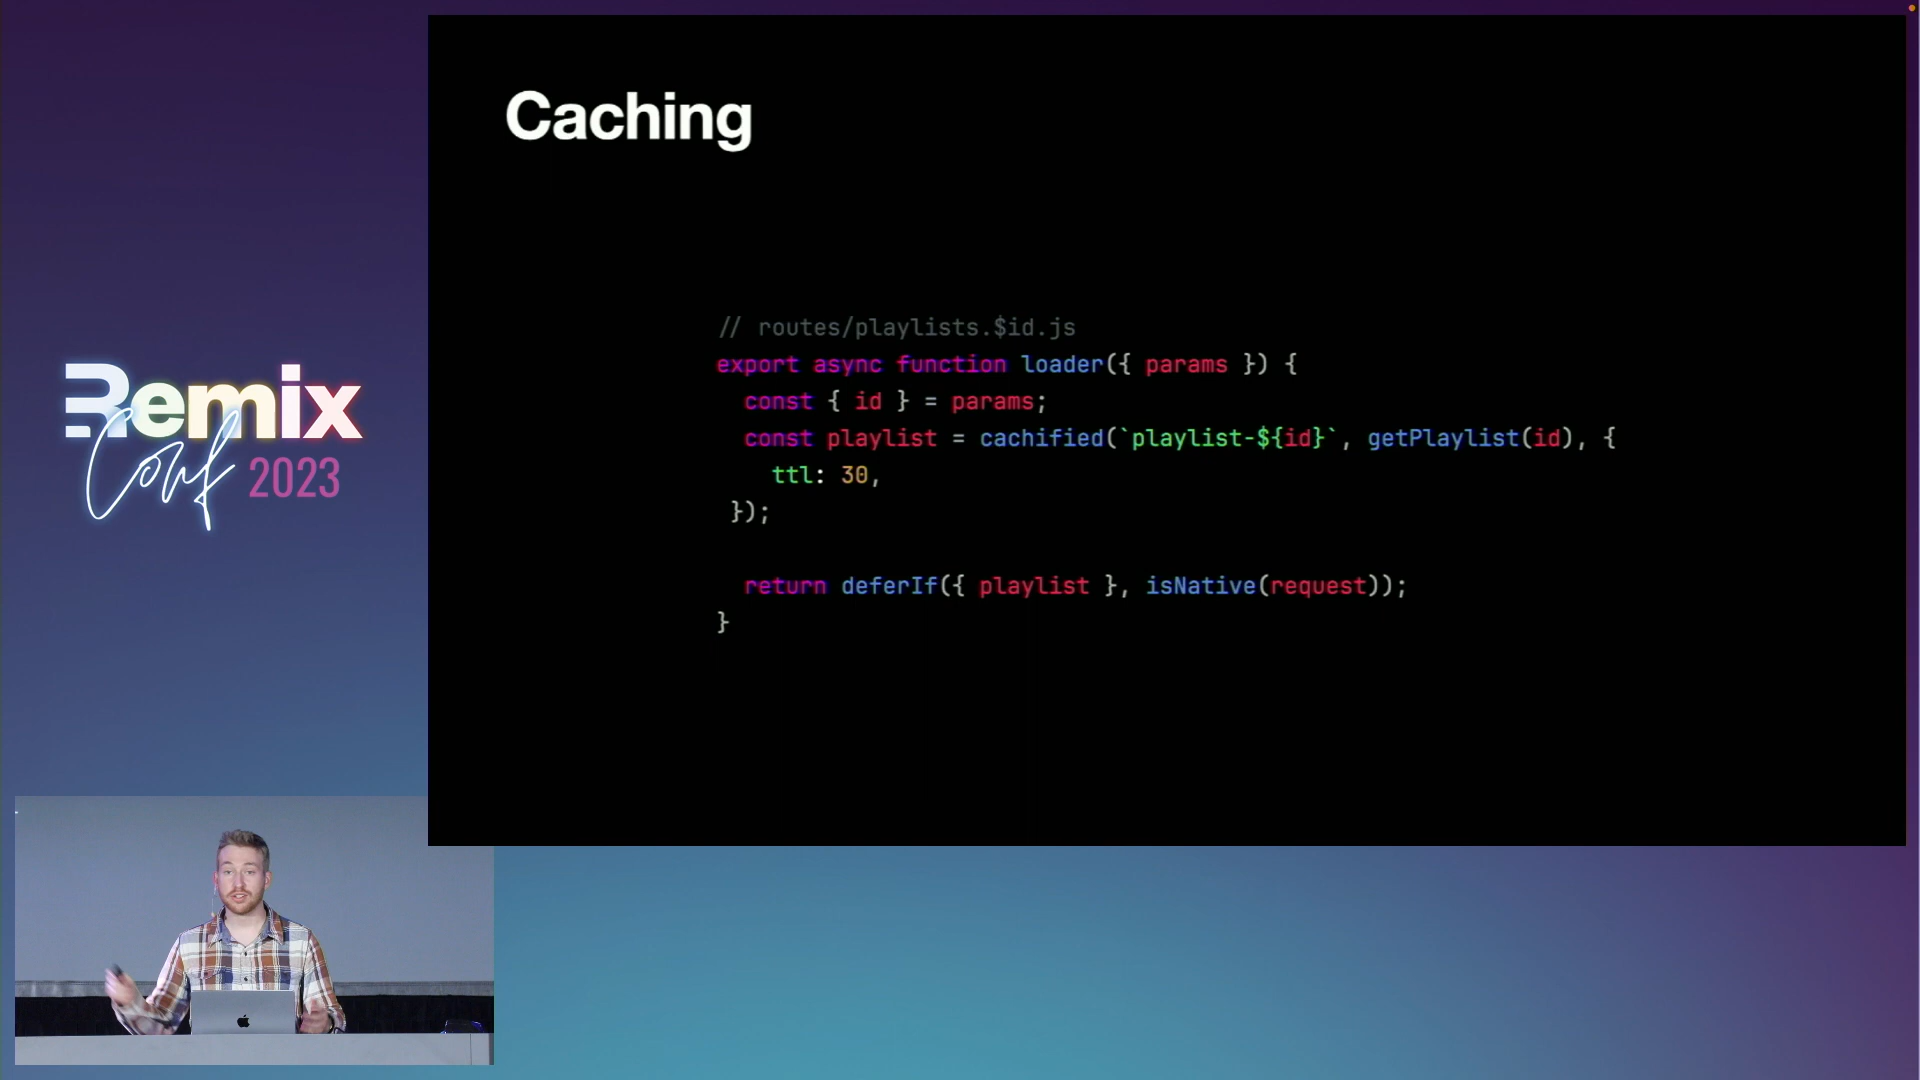 Caching
// routes/playlists.$id.js
export async function loader({ params }) {
const { id } = params;
const playlist = cachified(`playlist-${id}`, getPlaylist(id), {
ttl: 30,
});
return deferIf({ playlist }, isNative(request));
}
Remix
Conf 2023